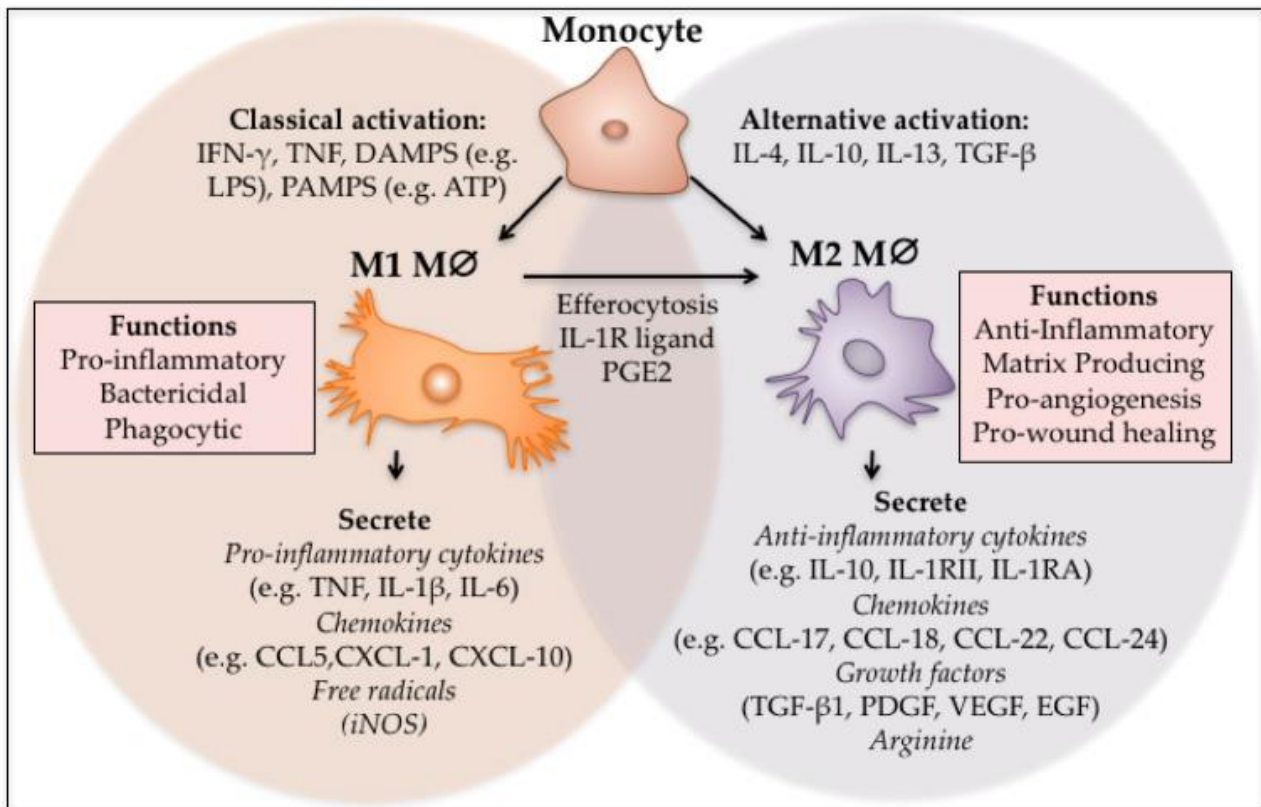 Monocyte
Classical activation:
IFN-γ, TNF, DAMPS (e.g.
LPS), PAMPS (e.g. ATP)
Alternative activation:
IL-4, IL-10, IL-13, TGF-β
M1 MØ
M2 MØ
Efferocytosis
IL-1R ligand
PGE2
Functions
Pro-inflammatory
Bactericidal
Phagocytic
Functions
Anti-Inflammatory
Matrix Producing
Pro-angiogenesis
Pro-wound healing
Secrete
Pro-inflammatory cytokines
(e.g. TNF, IL-1β, IL-6)
Chemokines
(e.g. CCL5,CXCL-1, CXCL-10)
Free radicals
(iNOS)
Secrete
Anti-inflammatory cytokines
(e.g. IL-10, IL-1RII, IL-1RA)
Chemokines
(e.g. CCL-17, CCL-18, CCL-22, CCL-24)
Growth factors
(TGF-β1, PDGF, VEGF, EGF)
Arginine